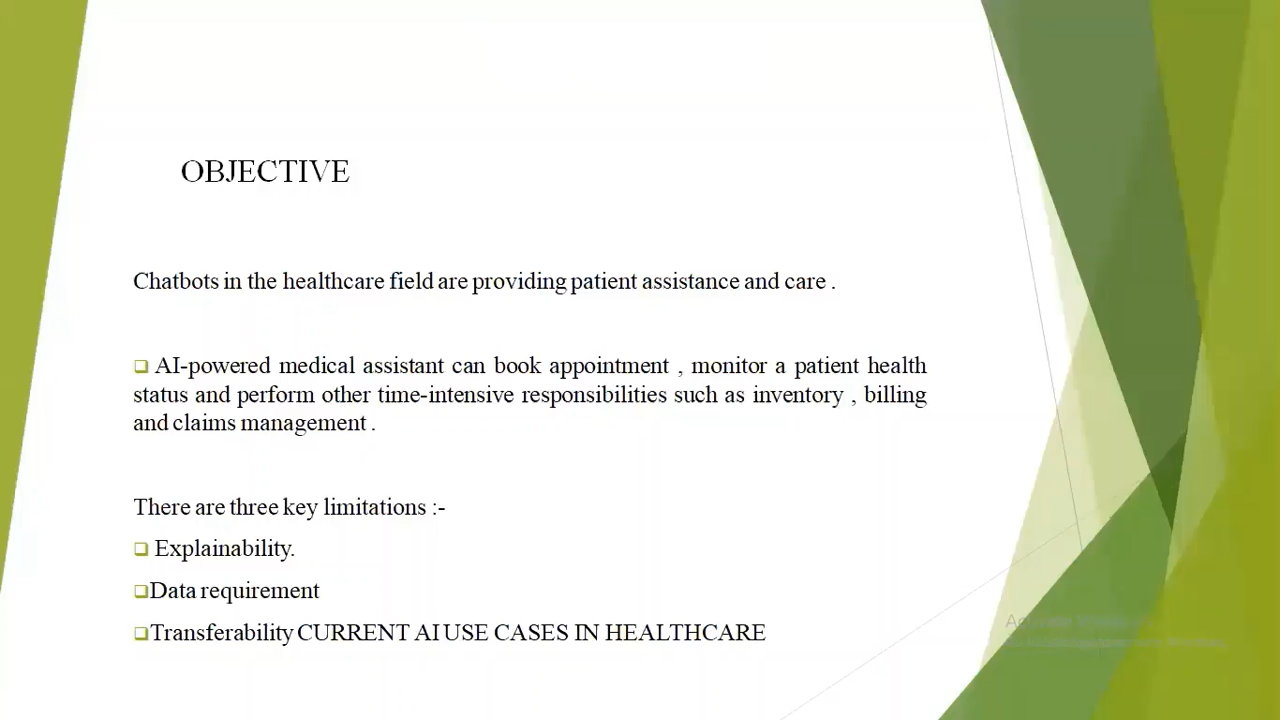 OBJECTIVE
Chatbots in the healthcare field are providing patient assistance and care .
❑ AI-powered medical assistant can book appointment , monitor a patient health
status and perform other time-intensive responsibilities such as inventory , billing
and claims management .
There are three key limitations :-
❑ Explainability.
❑Data requirement
❑Transferability CURRENT AI USE CASES IN HEALTHCARE